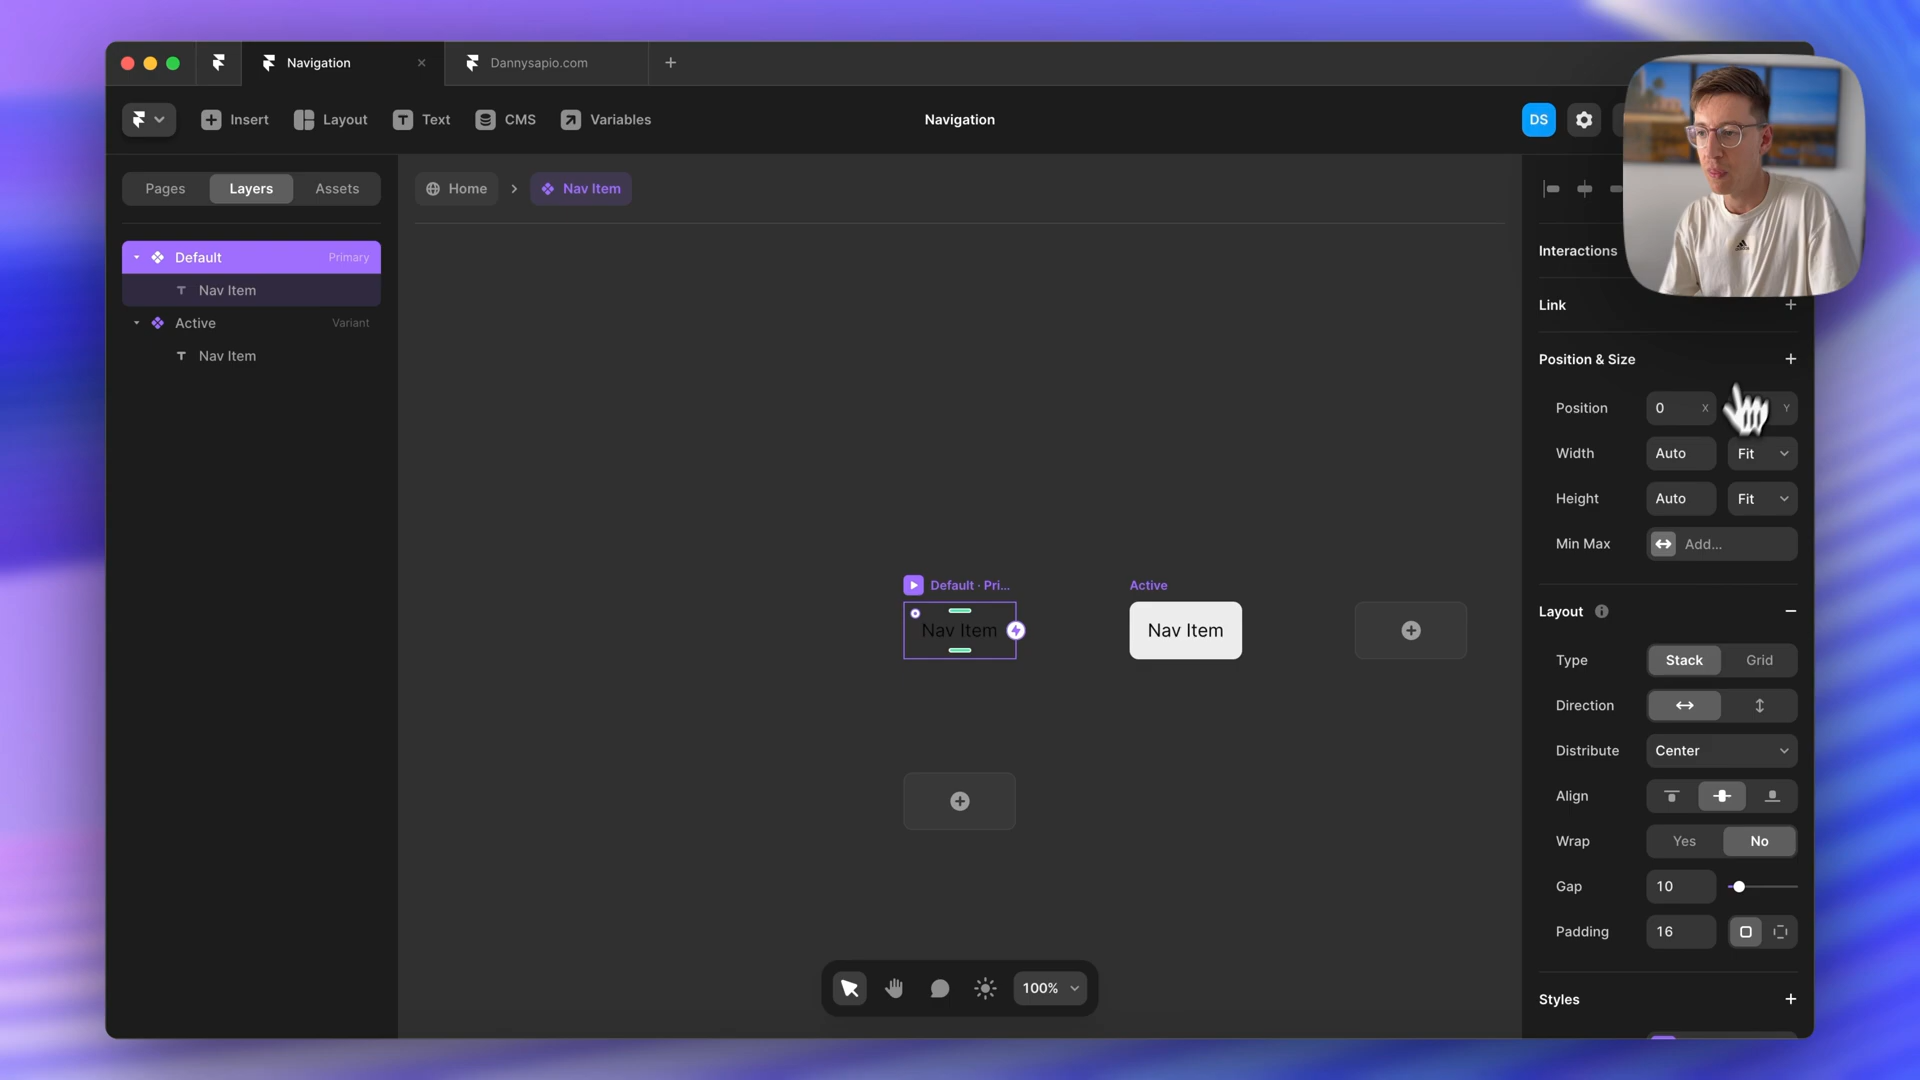 Navigation
Dannysapio.com
Insert
Layout
Text
CMS
Variables
Navigation
DS
Pages
Layers
Assets
Home
Nav Item
Default
Primary
Nav Item
Active
Variant
Nav Item
Default · Pri...
Nav Item
Active
Nav Item
100%
Interactions
Link
Position & Size
Position
0
X
Y
Width
Auto
Fit
Height
Auto
Fit
Min Max
Add...
Layout
Type
Stack
Grid
Direction
Distribute
Center
Align
Wrap
Yes
No
Gap
10
Padding
16
Styles